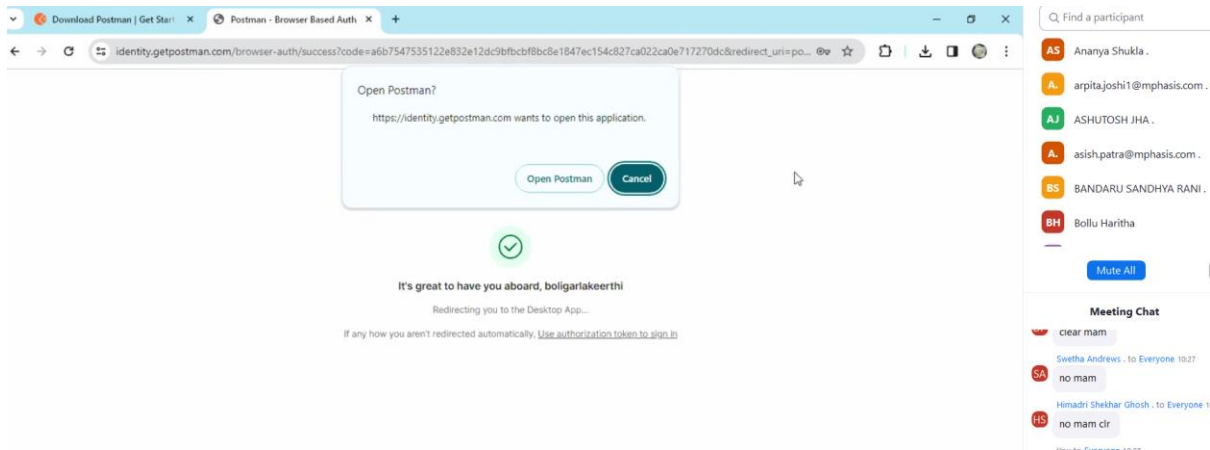 Download Postman | Get Start
Postman - Browser Based Auth
identity.getpostman.com/browser-auth/success?code=a6b7547535122e832e12dc9bfbcbf8bc8e1847ec154c827ca022ca0e717270dc&redirect_uri=po...
Open Postman?
https://identity.getpostman.com wants to open this application.
Open Postman
Cancel
It's great to have you aboard, boligarlakeerthi
Redirecting you to the Desktop App...
If any how you aren't redirected automatically, Use authorization token to sign in
Find a participant
AS Ananya Shukla .
A. arpita.joshi1@mphasis.com .
AJ ASHUTOSH JHA .
A. asish.patra@mphasis.com .
BS BANDARU SANDHYA RANI .
BH Bollu Haritha
Mute All
Meeting Chat
clear mam
Swetha Andrews . to Everyone 10:27
SA no mam
Himadri Shekhar Ghosh . to Everyone
HS no mam clr